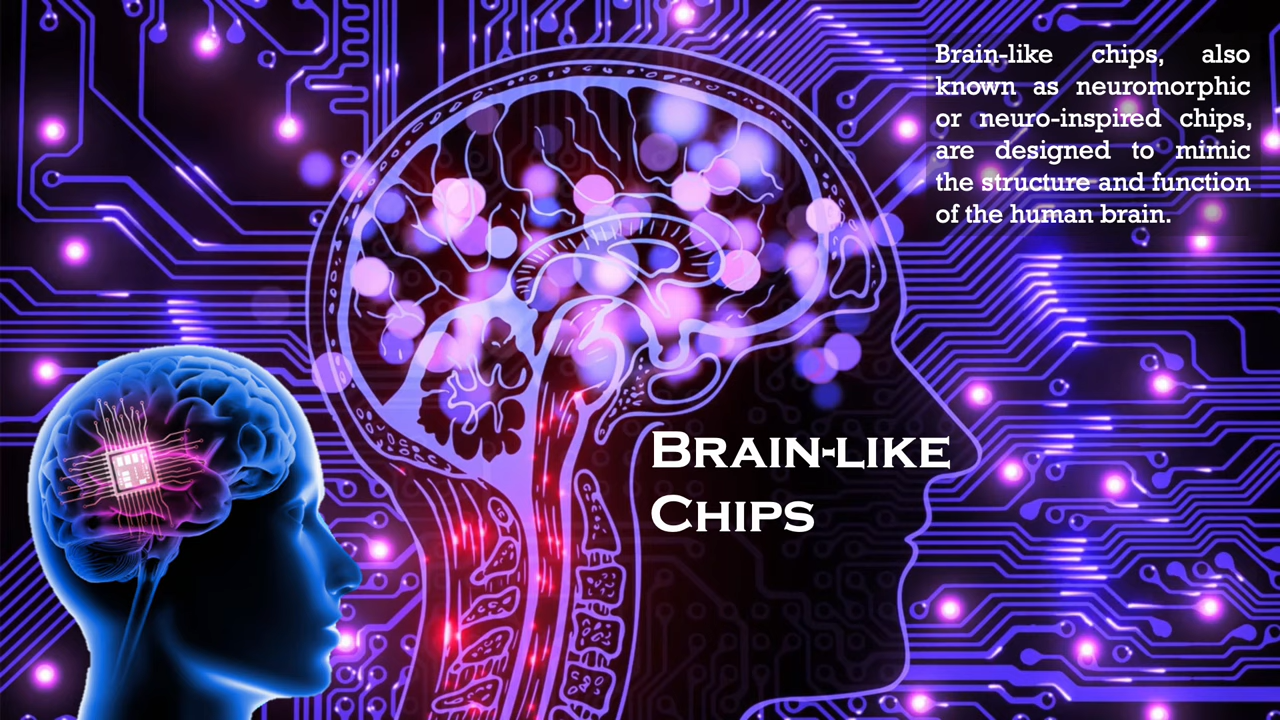 Brain-like chips, also
known as neuromorphic
or neuro-inspired chips,
are designed to mimic
the structure and function
of the human brain.
BRAIN-LIKE
CHIPS